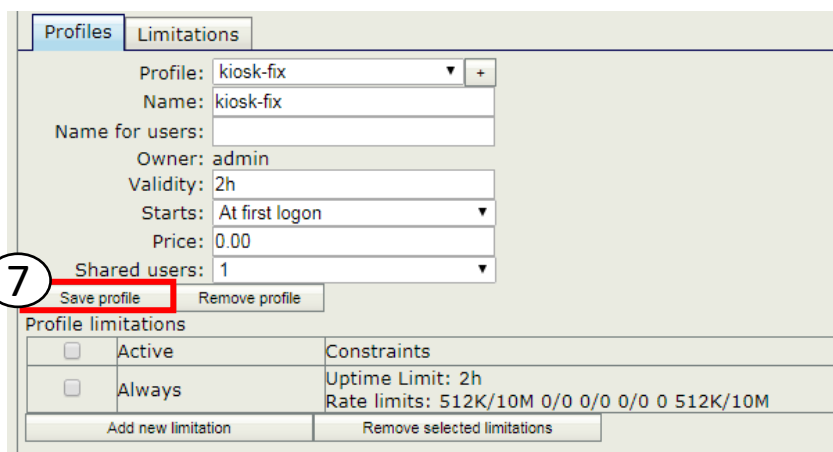 Profiles Limitations
Profile: kiosk-fix +
Name: kiosk-fix
Name for users:
Owner: admin
Validity: 2h
Starts: At first logon
Price: 0.00
Shared users: 1
7 Save profile Remove profile
Profile limitations
Active Constraints
Always Uptime Limit: 2h
Rate limits: 512K/10M 0/0 0/0 0/0 0 512K/10M
Add new limitation Remove selected limitations